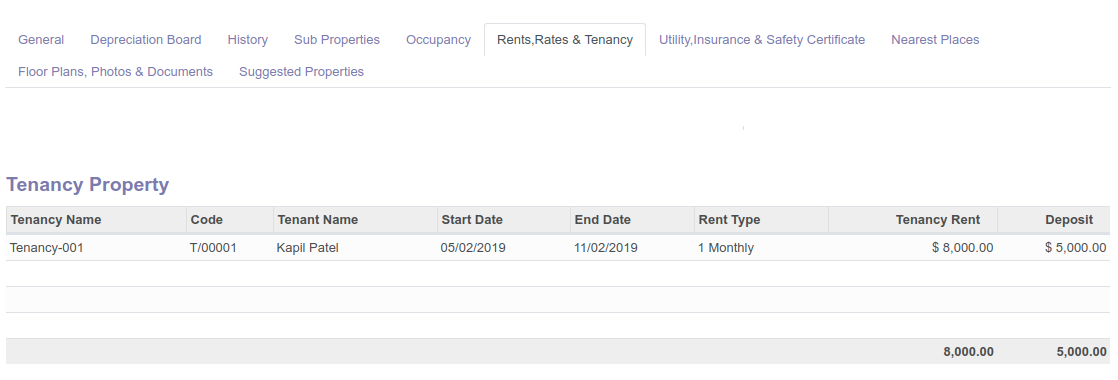 General Depreciation Board History Sub Properties Occupancy Rents,Rates & Tenancy Utility,Insurance & Safety Certificate Nearest Places
Floor Plans, Photos & Documents Suggested Properties
Tenancy Property
Tenancy Name Code Tenant Name Start Date End Date Rent Type Tenancy Rent Deposit
Tenancy-001 T/00001 Kapil Patel 05/02/2019 11/02/2019 1 Monthly $ 8,000.00 $ 5,000.00
8,000.00 5,000.00